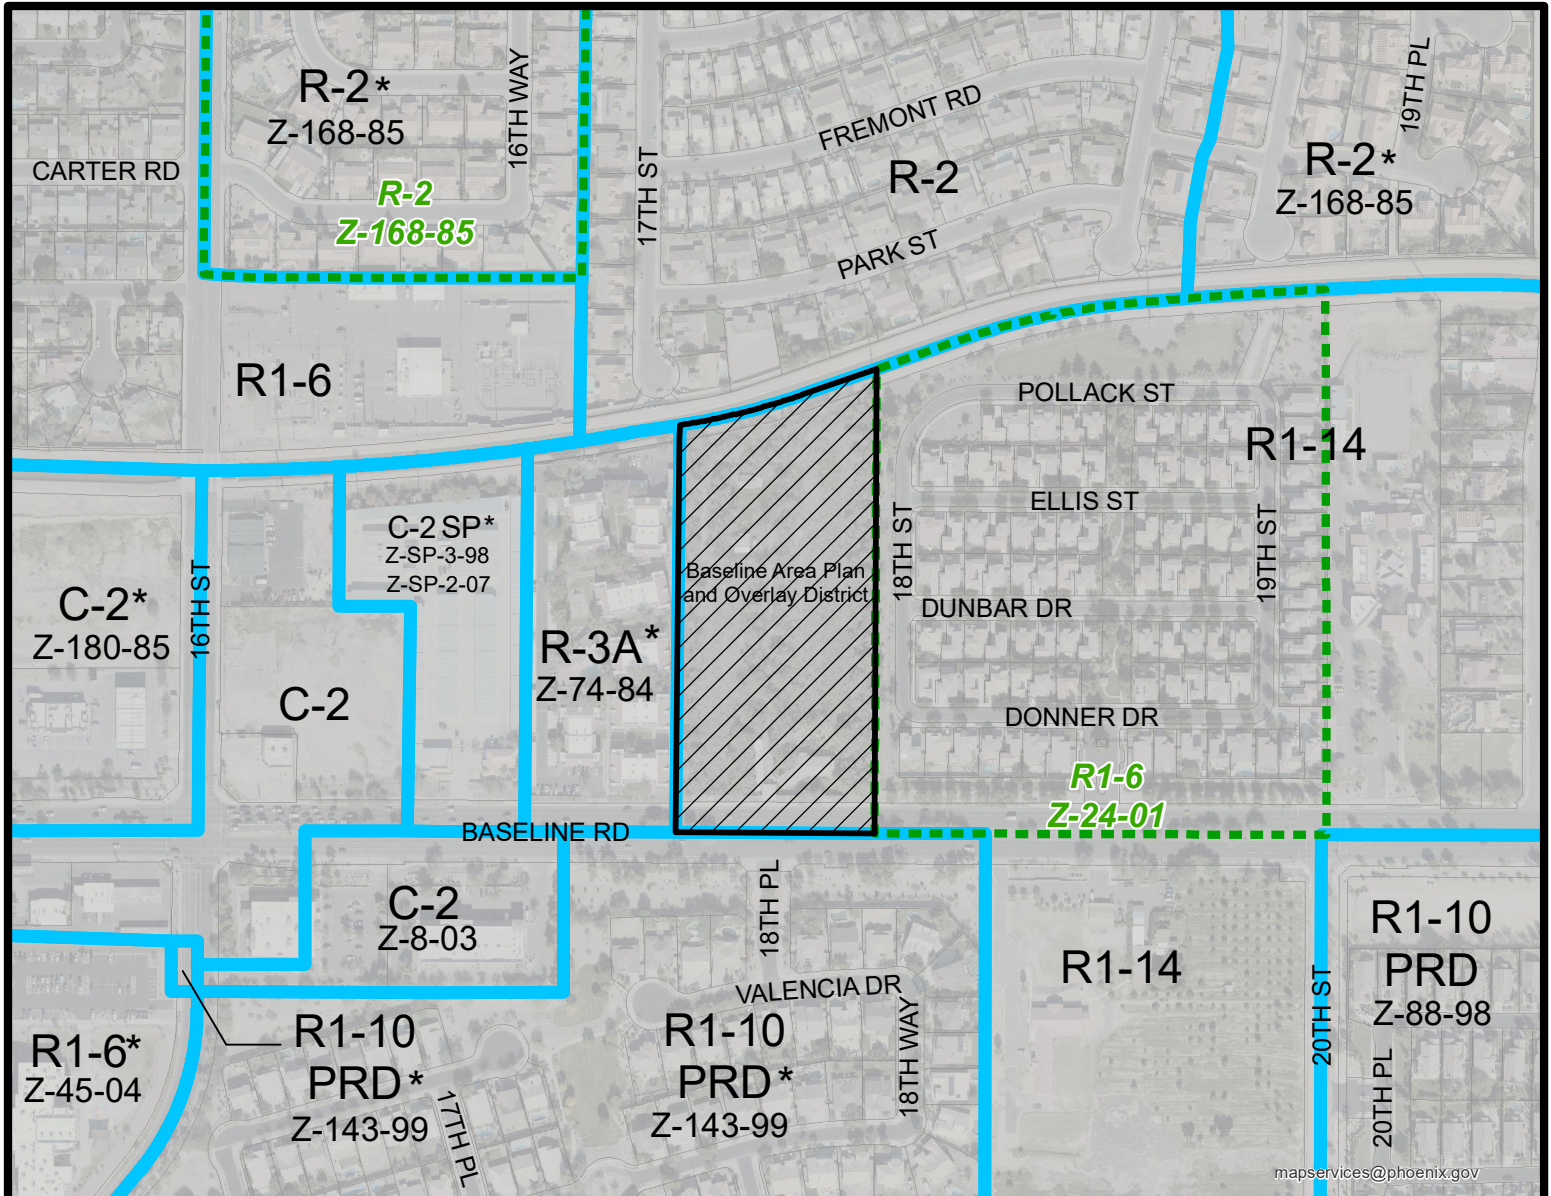 R-2*
Z-168-85
16TH WAY
CARTER RD
R-2
Z-168-85
17TH ST
FREMONT RD
R-2
PARK ST
19TH PL
R-2*
Z-168-85
R1-6
POLLACK ST
R1-14
ELLIS ST
18TH ST
19TH ST
DUNBAR DR
DONNER DR
R1-6
Z-24-01
C-2 SP*
Z-SP-3-98
Z-SP-2-07
C-2*
Z-180-85
16TH ST
C-2
R-3A*
Z-74-84
Baseline Area Plan
and Overlay District
BASELINE RD
C-2
Z-8-03
18TH PL
VALENCIA DR
18TH WAY
R1-14
20TH ST
R1-10
PRD
Z-88-98
20TH PL
R1-6*
Z-45-04
R1-10
PRD*
Z-143-99
17TH PL
R1-10
PRD*
Z-143-99
mapservices@phoenix.gov